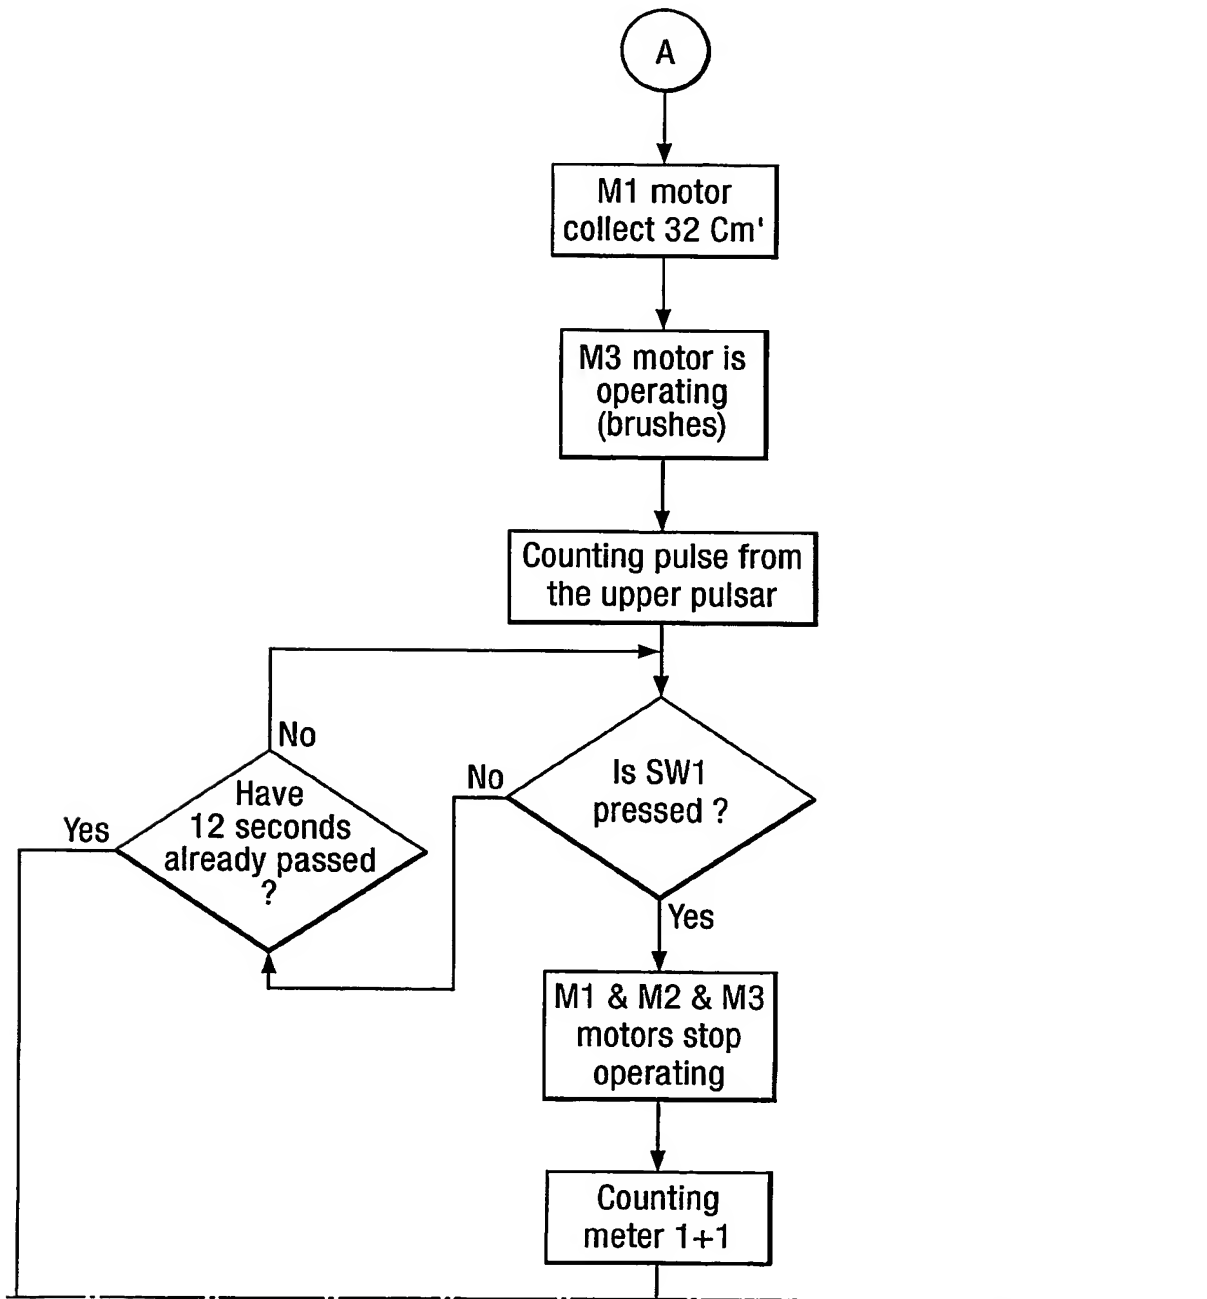 A
M1 motor
collect 32 Cm'
M3 motor is
operating
(brushes)
Counting pulse from
the upper pulsar
No
Is SW1
pressed ?
No
Have
12 seconds
already passed
?
Yes
Yes
M1 & M2 & M3
motors stop
operating
Counting
meter 1+1